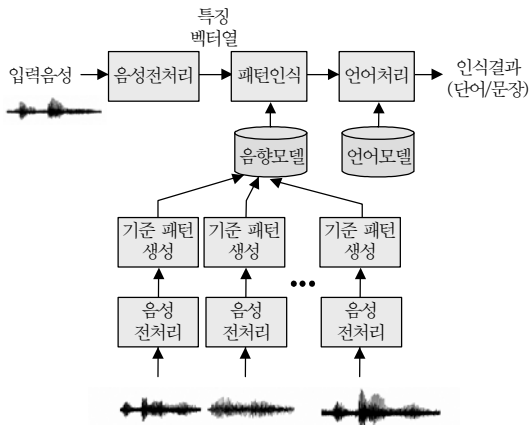 특징
벡터열
입력음성
음성전처리
패턴인식
언어처리
인식결과
(단어/문장)
음향모델
언어모델
기준 패턴
생성
기준 패턴
생성
기준 패턴
생성
음성
전처리
음성
전처리
음성
전처리